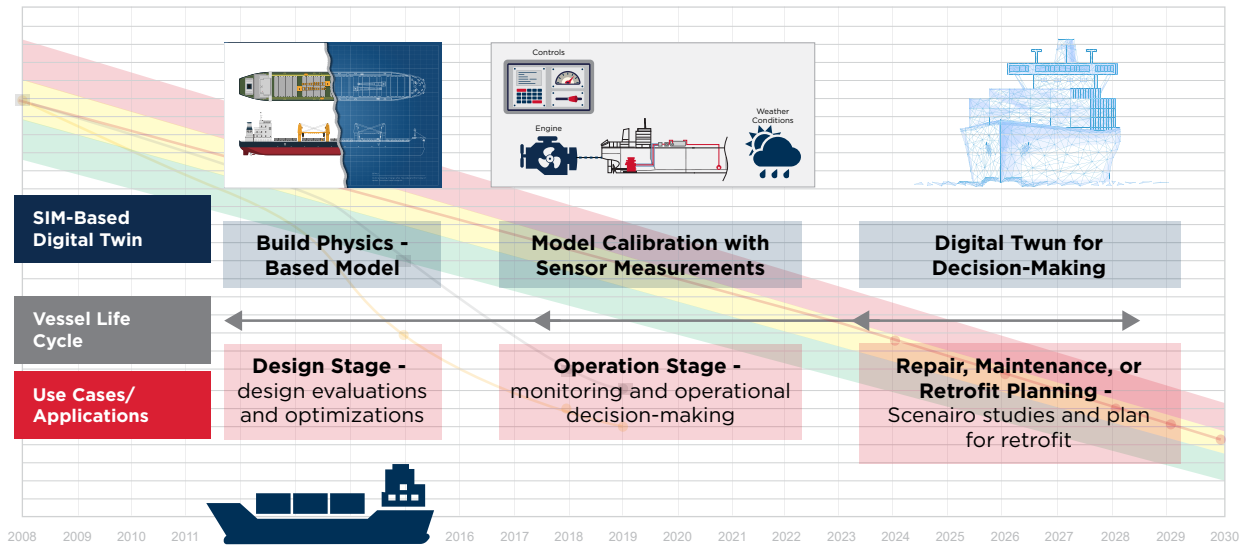 Controls
Engine
Weather
Conditions
SIM-Based
Digital Twin
Build Physics -
Based Model
Model Calibration with
Sensor Measurements
Digital Twun for
Decision-Making
Vessel Life
Cycle
Use Cases/
Applications
Design Stage -
design evaluations
and optimizations
Operation Stage -
monitoring and operational
decision-making
Repair, Maintenance, or
Retrofit Planning -
Scenairo studies and plan
for retrofit
2008 2009 2010 2011 2016 2017 2018 2019 2020 2021 2022 2023 2024 2025 2026 2027 2028 2029 2030